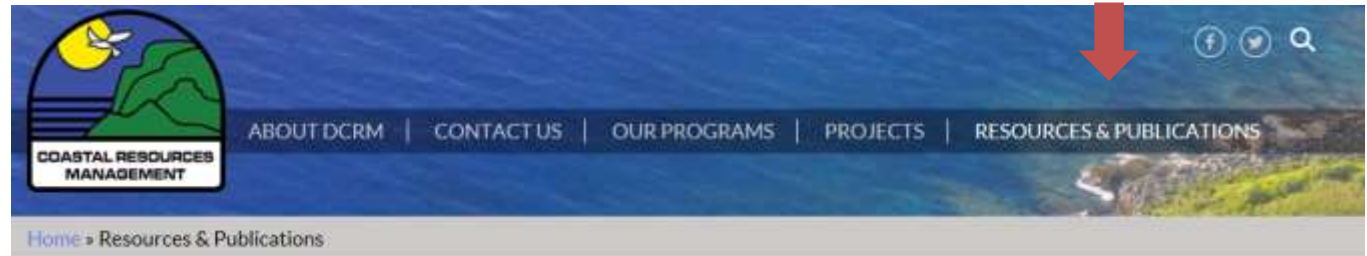 ABOUT DCRM | CONTACT US | OUR PROGRAMS | PROJECTS | RESOURCES & PUBLICATIONS
COASTAL RESOURCES
MANAGEMENT
Home » Resources & Publications